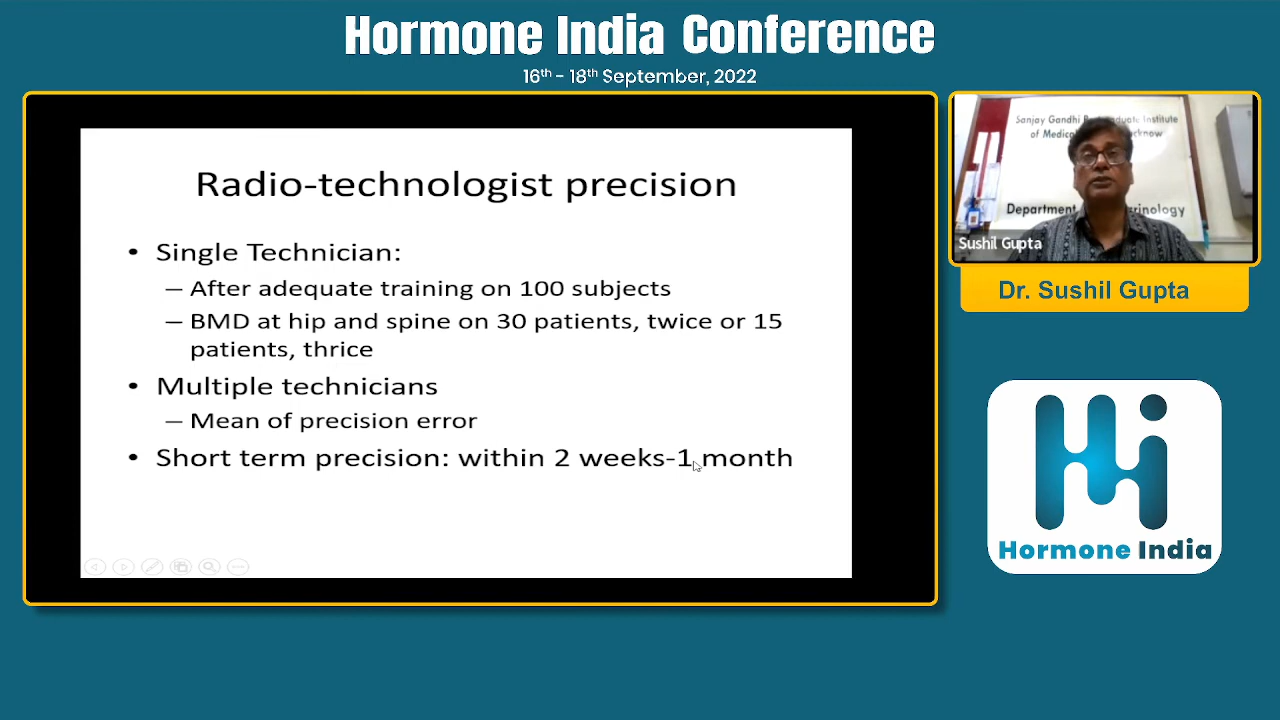 Hormone India Conference
16th - 18th September, 2022
Radio-technologist precision
• Single Technician:
– After adequate training on 100 subjects
– BMD at hip and spine on 30 patients, twice or 15
patients, thrice
• Multiple technicians
– Mean of precision error
• Short term precision: within 2 weeks-1 month
Sanjay Gandhi
of Medical
Department
Sushil Gupta
Dr. Sushil Gupta
Hormone India